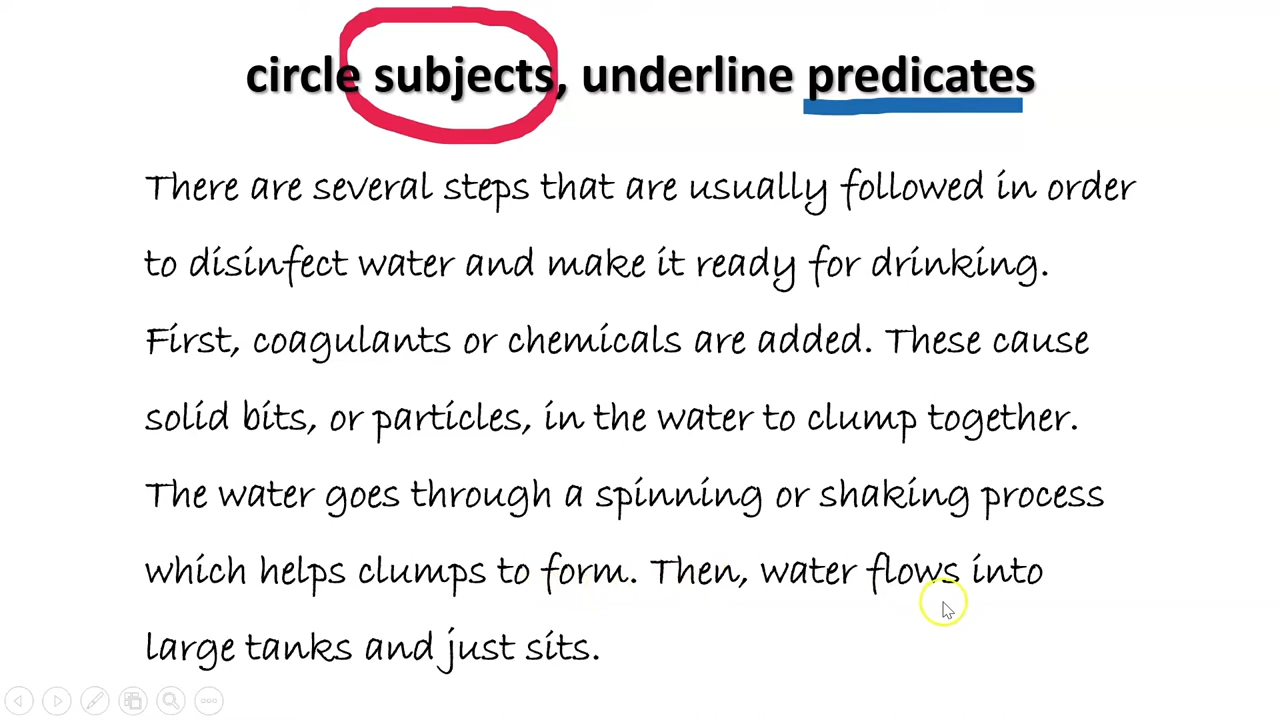 circle subjects, underline predicates
There are several steps that are usually followed in order
to disinfect water and make it ready for drinking.
First, coagulants or chemicals are added. These cause
solid bits, or particles, in the water to clump together.
The water goes through a spinning or shaking process
which helps clumps to form. Then, water flows into
large tanks and just sits.